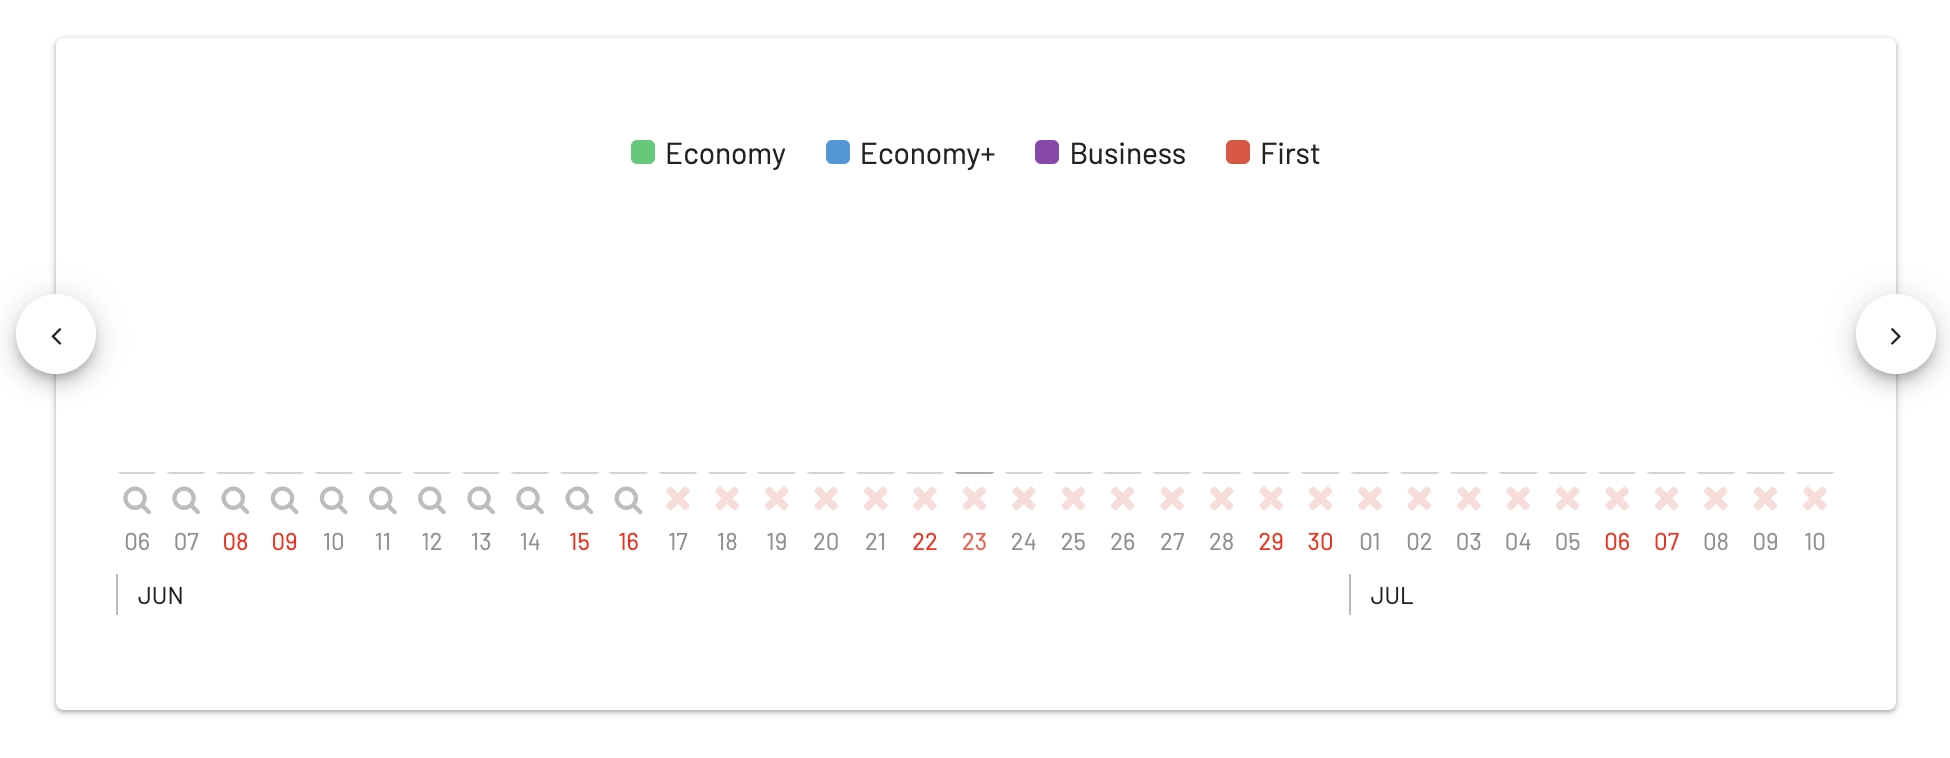 Economy Economy+ Business First
06 07 08 09 10 11 12 13 14 15 16 17 18 19 20 21 22 23 24 25 26 27 28 29 30 01 02 03 04 05 06 07 08 09 10
JUN JUL